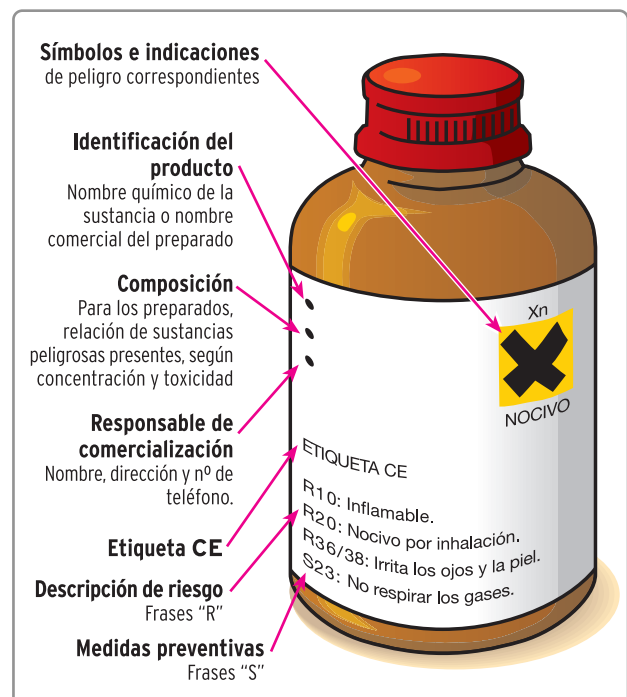 Símbolos e indicaciones
de peligro correspondientes
Identificación del
producto
Nombre químico de la
sustancia o nombre
comercial del preparado
Composición
Para los preparados,
relación de sustancias
peligrosas presentes, según
concentración y toxicidad
Responsable de
comercialización
Nombre, dirección y nº de
teléfono.
Etiqueta CE
Descripción de riesgo
Frases “R”
Medidas preventivas
Frases “S”
Xn
NOCIVO
ETIQUETA CE
R10: Inflamable.
R20: Nocivo por inhalación.
R36/38: Irrita los ojos y la piel.
S23: No respirar los gases.